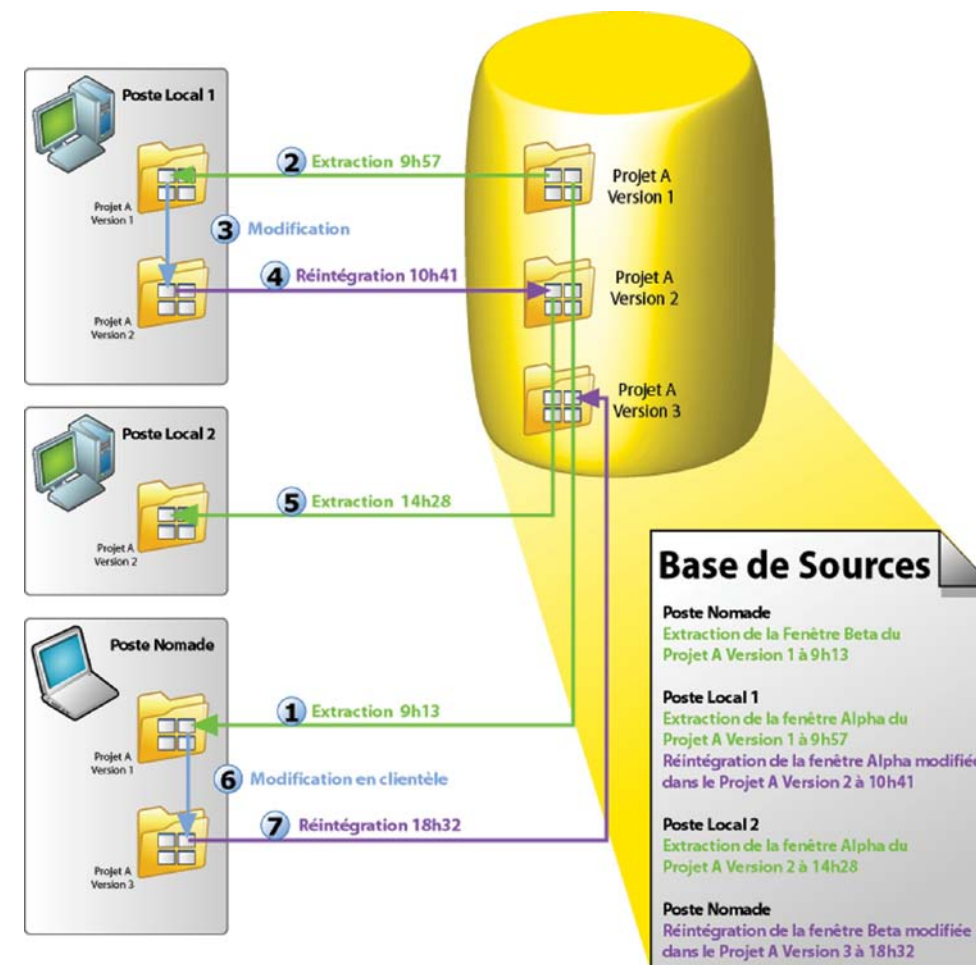 Poste Local 1
2 Extraction 9h57
Projet A
Version 1
Projet A
Version 1
3 Modification
4 Réintégration 10h41
Projet A
Version 2
Projet A
Version 2
Projet A
Version 3
Poste Local 2
5 Extraction 14h28
Projet A
Version 2
Poste Nomade
1 Extraction 9h13
Projet A
Version 1
6 Modification en clientèle
7 Réintégration 18h32
Projet A
Version 3
Base de Sources
Poste Nomade
Extraction de la Fenêtre Beta du
Projet A Version 1 à 9h13
Poste Local 1
Extraction de la fenêtre Alpha du
Projet A Version 1 à 9h57
Réintégration de la fenêtre Alpha modifiée
dans le Projet A Version 2 à 10h41
Poste Local 2
Extraction de la fenêtre Alpha du
Projet A Version 2 à 14h28
Poste Nomade
Réintégration de la fenêtre Beta modifiée
dans le Projet A Version 3 à 18h32